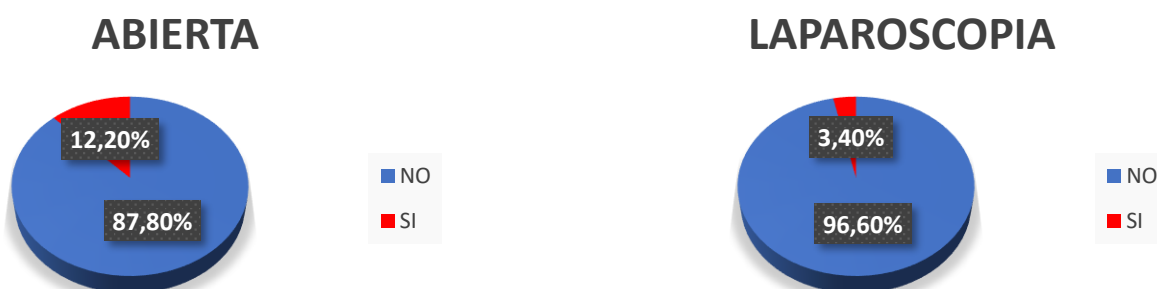 ABIERTA
12,20%
87,80%
NO
SI
LAPAROSCOPIA
3,40%
96,60%
NO
SI